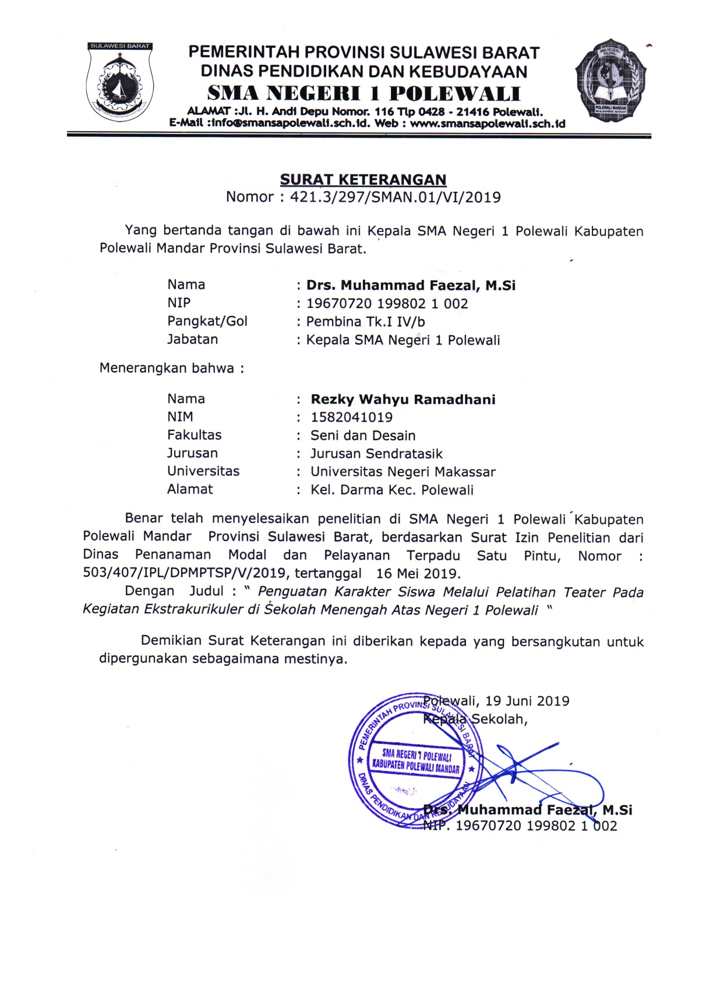 SULAWESI BARAT
PEMERINTAH PROVINSI SULAWESI BARAT
DINAS PENDIDIKAN DAN KEBUDAYAAN
SMA NEGERI 1 POLEWALI
ALAMAT :Jl. H. Andi Depu Nomor. 116 Tlp 0428 - 21416 Polewali.
E-Mail :info@smansapolewali.sch.id. Web : www.smansapolewali.sch.id
SMA NEGERI 1
POLEWALI
POLEWALI MANDAR
SULAWESI BARAT
SURAT KETERANGAN
Nomor : 421.3/297/SMAN.01/VI/2019
Yang bertanda tangan di bawah ini Kepala SMA Negeri 1 Polewali Kabupaten
Polewali Mandar Provinsi Sulawesi Barat.
Nama : Drs. Muhammad Faezal, M.Si
NIP : 19670720 199802 1 002
Pangkat/Gol : Pembina Tk.I IV/b
Jabatan : Kepala SMA Negeri 1 Polewali
Menerangkan bahwa :
Nama : Rezky Wahyu Ramadhani
NIM : 1582041019
Fakultas : Seni dan Desain
Jurusan : Jurusan Sendratasik
Universitas : Universitas Negeri Makassar
Alamat : Kel. Darma Kec. Polewali
Benar telah menyelesaikan penelitian di SMA Negeri 1 Polewali Kabupaten
Polewali Mandar Provinsi Sulawesi Barat, berdasarkan Surat Izin Penelitian dari
Dinas Penanaman Modal dan Pelayanan Terpadu Satu Pintu, Nomor :
503/407/IPL/DPMPTSP/V/2019, tertanggal 16 Mei 2019.
Dengan Judul : “ Penguatan Karakter Siswa Melalui Pelatihan Teater Pada
Kegiatan Ekstrakurikuler di Sekolah Menengah Atas Negeri 1 Polewali “
Demikian Surat Keterangan ini diberikan kepada yang bersangkutan untuk
dipergunakan sebagaimana mestinya.
Polewali, 19 Juni 2019
Kepala Sekolah,
PEMERINTAH PROVINSI SULAWESI BARAT
SMA NEGERI 1 POLEWALI
KABUPATEN POLEWALI MANDAR
DINAS PENDIDIKAN DAN KEBUDAYAAN
Drs. Muhammad Faezal, M.Si
NIP. 19670720 199802 1 002